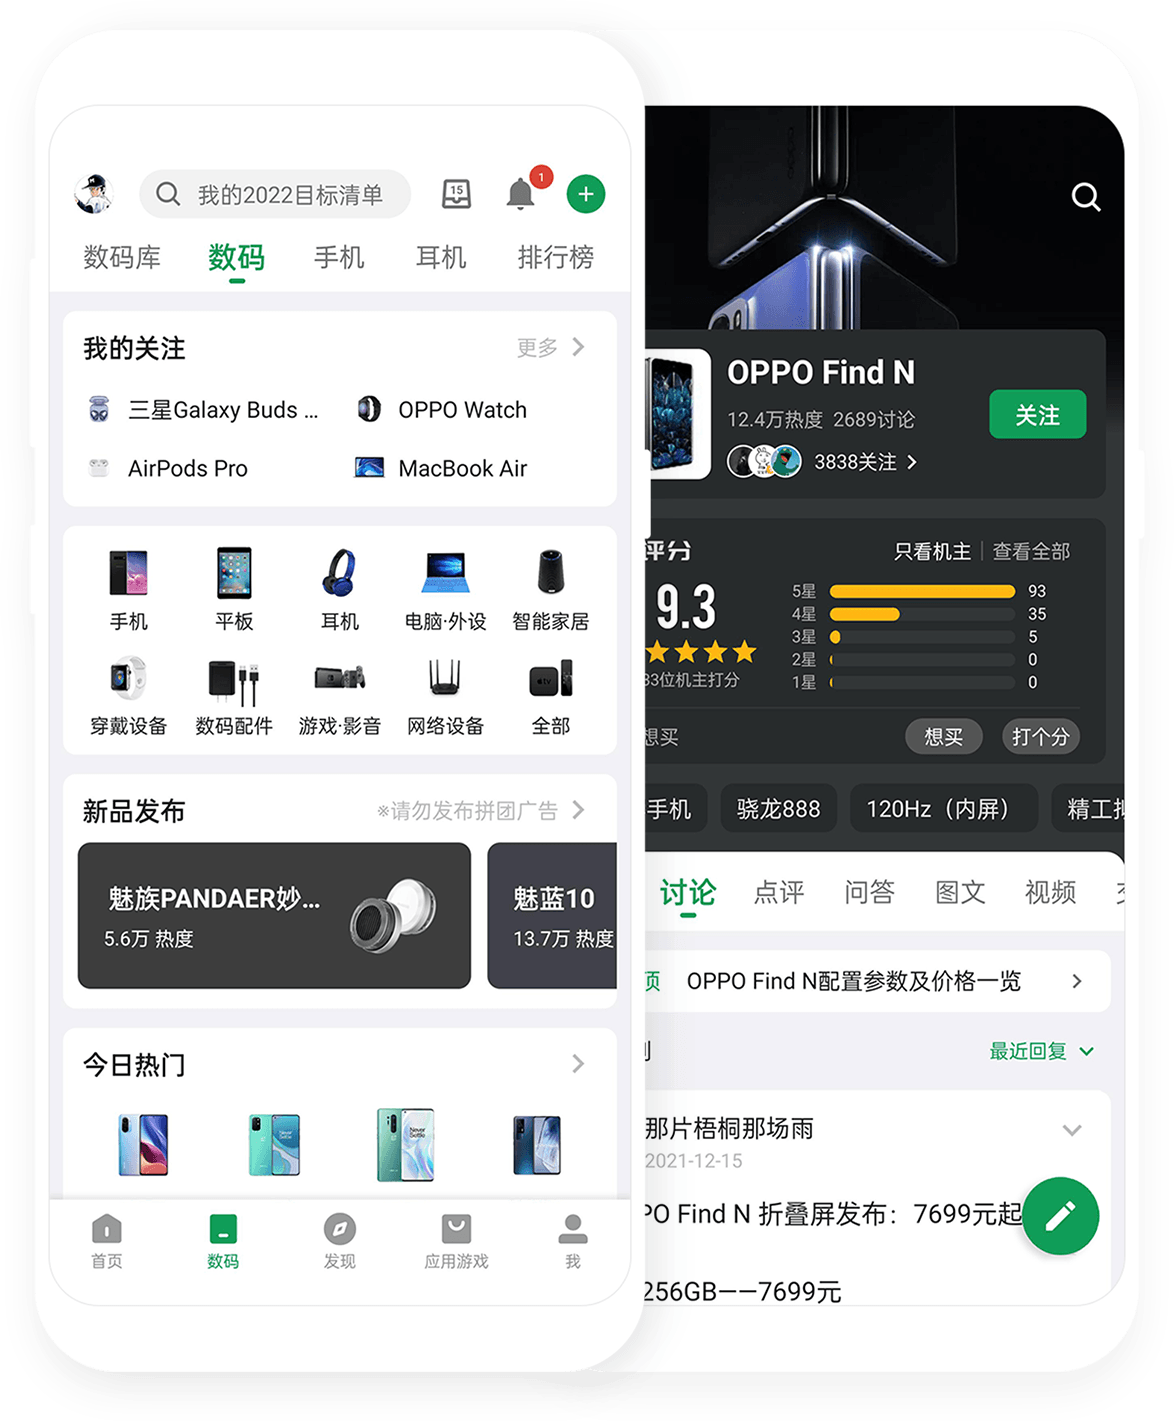 我的2022目标清单
15
1
数码库 数码 手机 耳机 排行榜
我的关注 更多
三星Galaxy Buds ... OPPO Watch
AirPods Pro MacBook Air
手机 平板 耳机 电脑·外设 智能家居
穿戴设备 数码配件 游戏·影音 网络设备 全部
新品发布 ※请勿发布拼团广告
魅族PANDAER妙... 魅蓝10
5.6万 热度 13.7万 热度
今日热门
首页 数码 发现 应用游戏 我
OPPO Find N
12.4万热度 2689讨论
关注
3838关注
评分 只看机主 查看全部
9.3
5星 93
4星 35
3星 5
2星 0
1星 0
33位机主打分
想买 想买 打个分
手机 骁龙888 120Hz（内屏） 精工
讨论 点评 问答 图文 视频
顶 OPPO Find N配置参数及价格一览
最近回复
那片梧桐那场雨
2021-12-15
PO Find N 折叠屏发布：7699元起
256GB——7699元